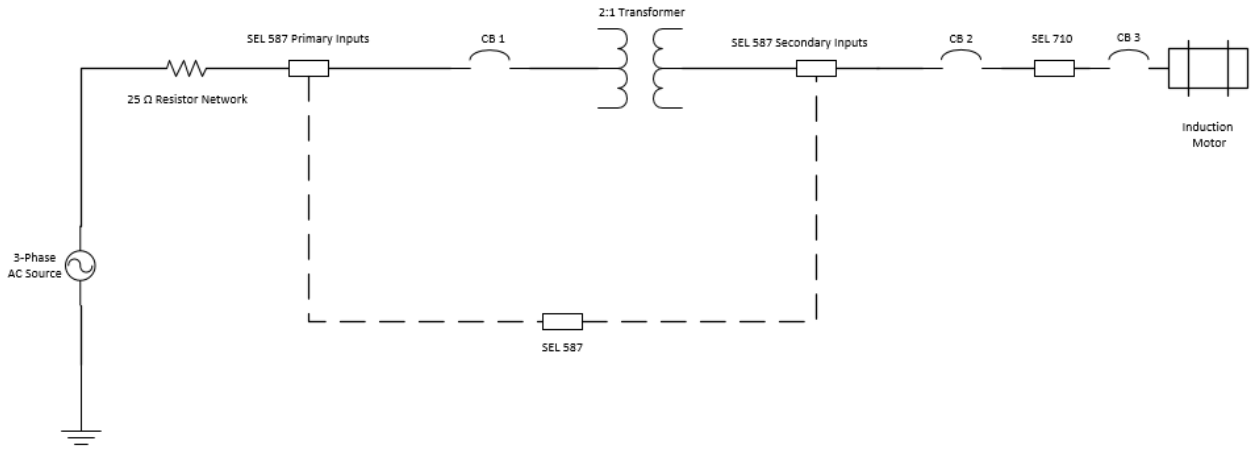 2:1 Transformer
SEL 587 Primary Inputs
CB 1
SEL 587 Secondary Inputs
CB 2
SEL 710
CB 3
25 Ω Resistor Network
Induction
Motor
3-Phase
AC Source
SEL 587